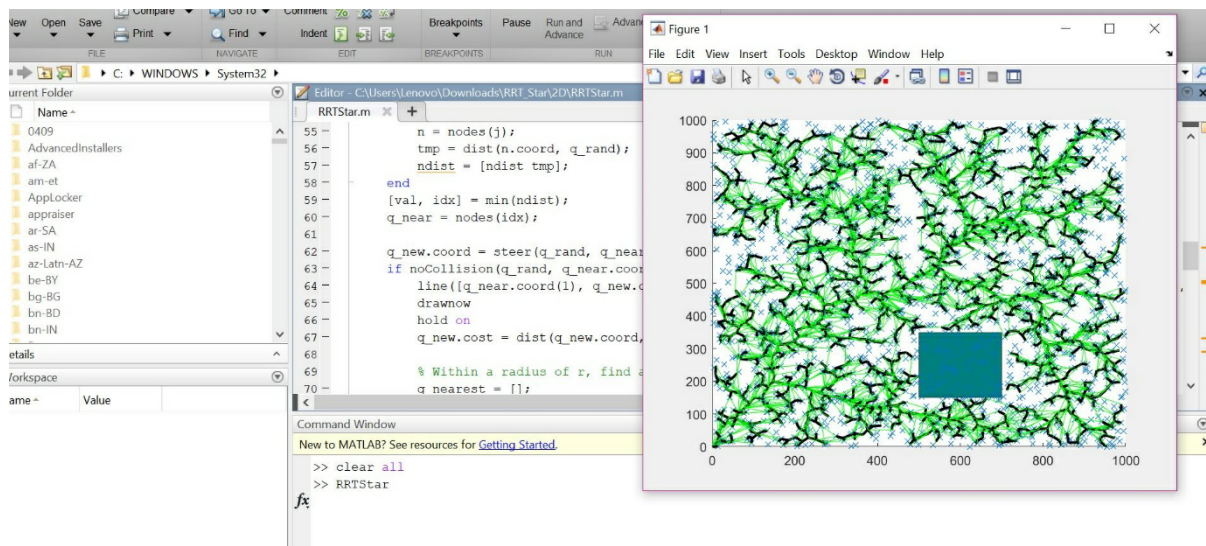 New Open Save Compare Print Go To Find Comment Indent Breakpoints Pause Run and Advance
FILE NAVIGATE EDIT BREAKPOINTS RUN
C: WINDOWS System32
urrent Folder
Name
0409
AdvancedInstallers
af-ZA
am-et
AppLocker
appraiser
ar-SA
as-IN
az-Latn-AZ
be-BY
bg-BG
bn-BD
bn-IN
etails
Workspace
ame Value
Editor - C:\Users\Lenovo\Downloads\RRT_Star\2D\RRTStar.m
RRTStar.m
55 n = nodes(j);
56 tmp = dist(n.coord, q_rand);
57 ndist = [ndist tmp];
58 end
59 [val, idx] = min(ndist);
60 q_near = nodes(idx);
61
62 q_new.coord = steer(q_rand, q_near
63 if noCollision(q_rand, q_near.coor
64 line([q_near.coord(1), q_new.c
65 drawnow
66 hold on
67 q_new.cost = dist(q_new.coord,
68
69 % Within a radius of r, find a
70 q_nearest = [];
Command Window
New to MATLAB? See resources for Getting Started.
>> clear all
>> RRTStar
fx
Figure 1
File Edit View Insert Tools Desktop Window Help
1000
900
800
700
600
500
400
300
200
100
0
0 200 400 600 800 1000